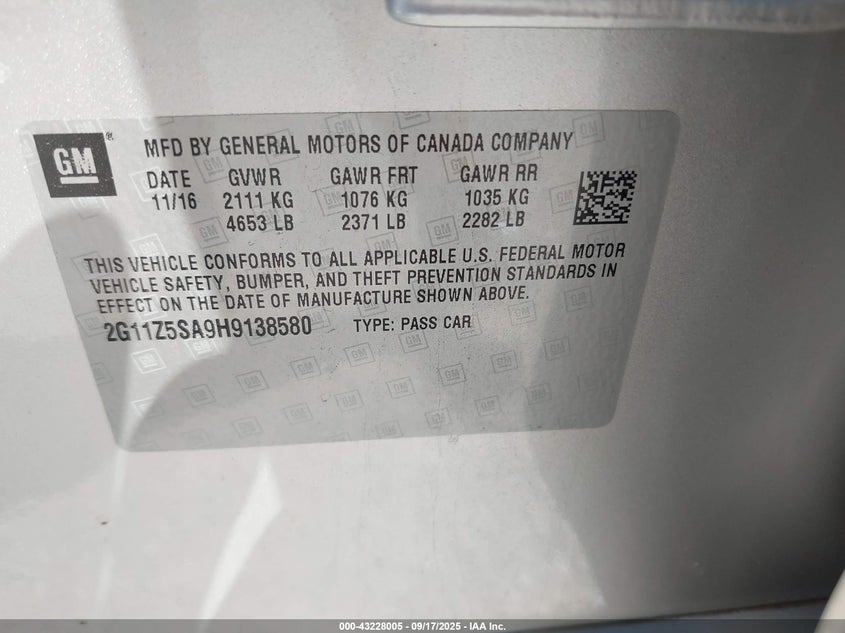 GM®
MFD BY GENERAL MOTORS OF CANADA COMPANY
DATE GVWR GAWR FRT GAWR RR
11/16 2111 KG 1076 KG 1035 KG
4653 LB 2371 LB 2282 LB
THIS VEHICLE CONFORMS TO ALL APPLICABLE U.S. FEDERAL MOTOR
VEHICLE SAFETY, BUMPER, AND THEFT PREVENTION STANDARDS IN
EFFECT ON THE DATE OF MANUFACTURE SHOWN ABOVE.
2G11Z5SA9H9138580 TYPE: PASS CAR
000-43228005 - 09/17/2025 - IAA Inc.